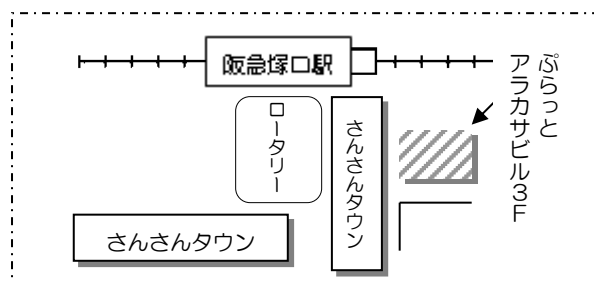 阪急塚口駅
ロータリー
さんさんタウン
さんさんタウン
ぷらっと
アラカサビル３Ｆ